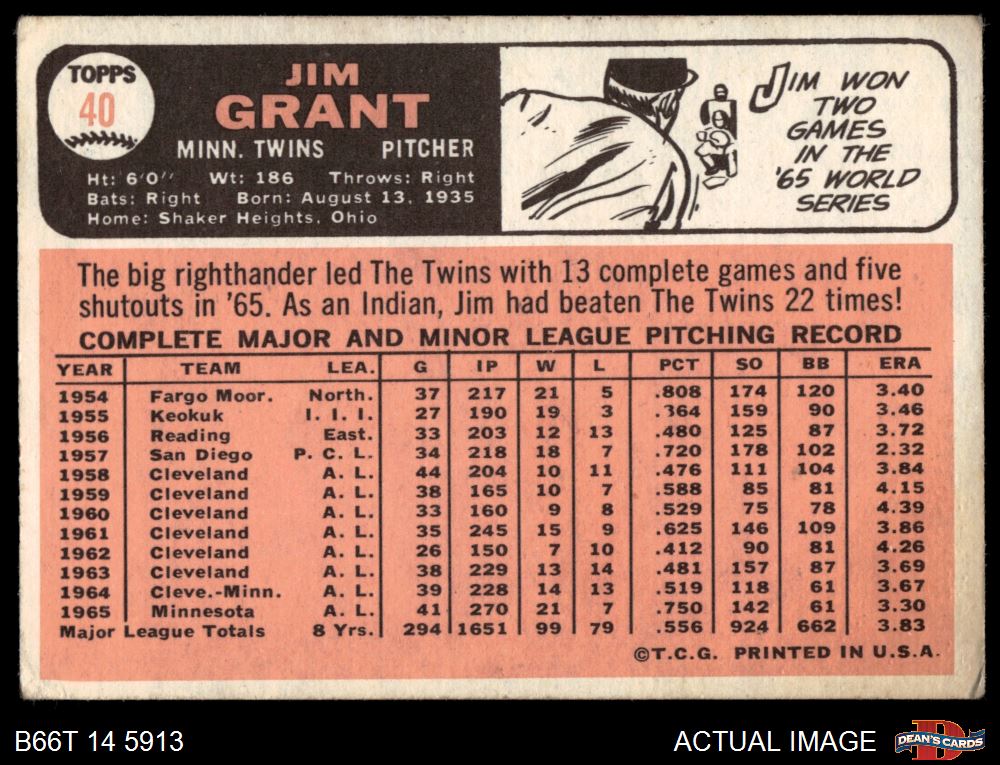 TOPPS
40
JIM
GRANT
MINN. TWINS PITCHER
Ht: 6'0" Wt: 186 Throws: Right
Bats: Right Born: August 13, 1935
Home: Shaker Heights, Ohio
JIM WON
TWO
GAMES
IN THE
'65 WORLD
SERIES
The big righthander led The Twins with 13 complete games and five
shutouts in '65. As an Indian, Jim had beaten The Twins 22 times!
COMPLETE MAJOR AND MINOR LEAGUE PITCHING RECORD
YEAR TEAM LEA. G IP W L PCT SO BB ERA
1954 Fargo Moor. North. 37 217 21 5 .808 174 120 3.40
1955 Keokuk I. I. I. 27 190 19 3 .364 159 90 3.46
1956 Reading East. 33 203 12 13 .480 125 87 3.72
1957 San Diego P. C. L. 34 218 18 7 .720 178 102 2.32
1958 Cleveland A. L. 44 204 10 11 .476 111 104 3.84
1959 Cleveland A. L. 38 165 10 7 .588 85 81 4.15
1960 Cleveland A. L. 33 160 9 8 .529 75 78 4.39
1961 Cleveland A. L. 35 245 15 9 .625 146 109 3.86
1962 Cleveland A. L. 26 150 7 10 .412 90 81 4.26
1963 Cleveland A. L. 38 229 13 14 .481 157 87 3.69
1964 Cleve.-Minn. A. L. 39 228 14 13 .519 118 61 3.67
1965 Minnesota A. L. 41 270 21 7 .750 142 61 3.30
Major League Totals 8 Yrs. 294 1651 99 79 .556 924 662 3.83
©T.C.G. PRINTED IN U.S.A.
B66T 14 5913
ACTUAL IMAGE
DEAN'S CARDS